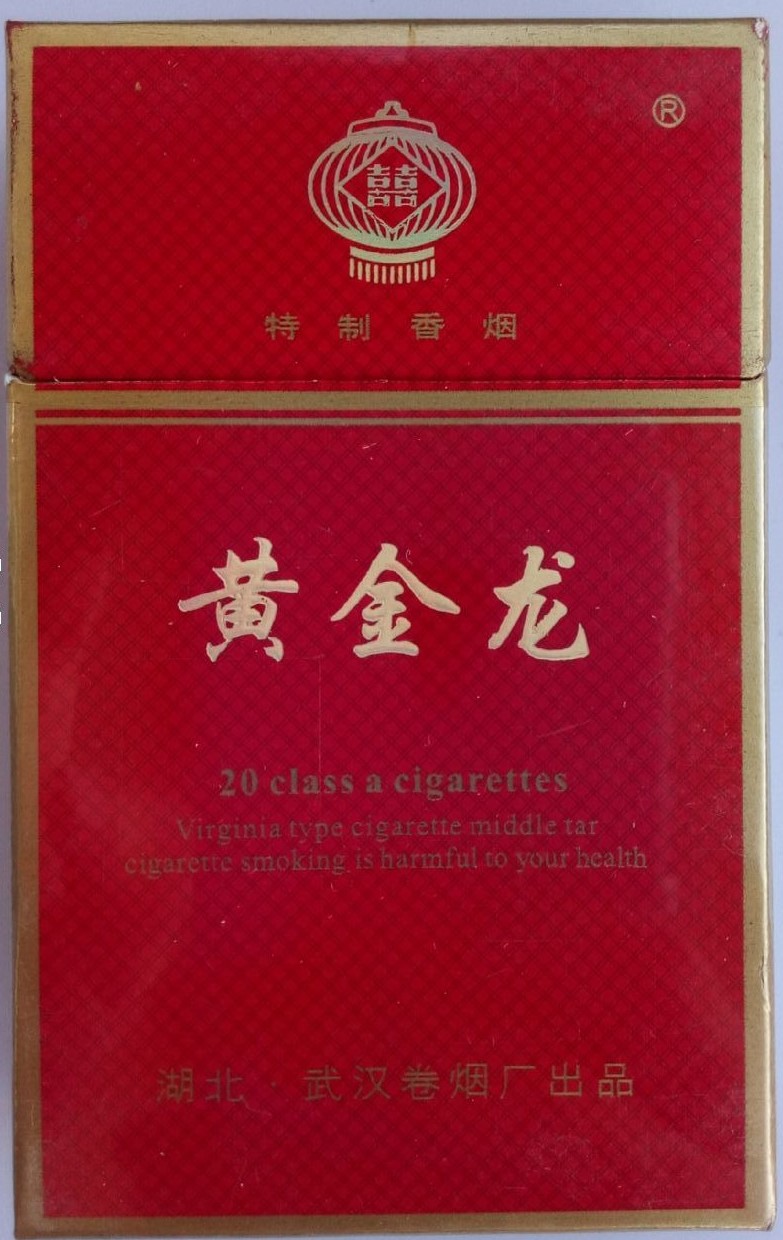 ®
囍
特制香烟
黄金龙
20 class a cigarettes
Virginia type cigarette middle tar
cigarette smoking is harmful to your health
湖北·武汉卷烟厂出品